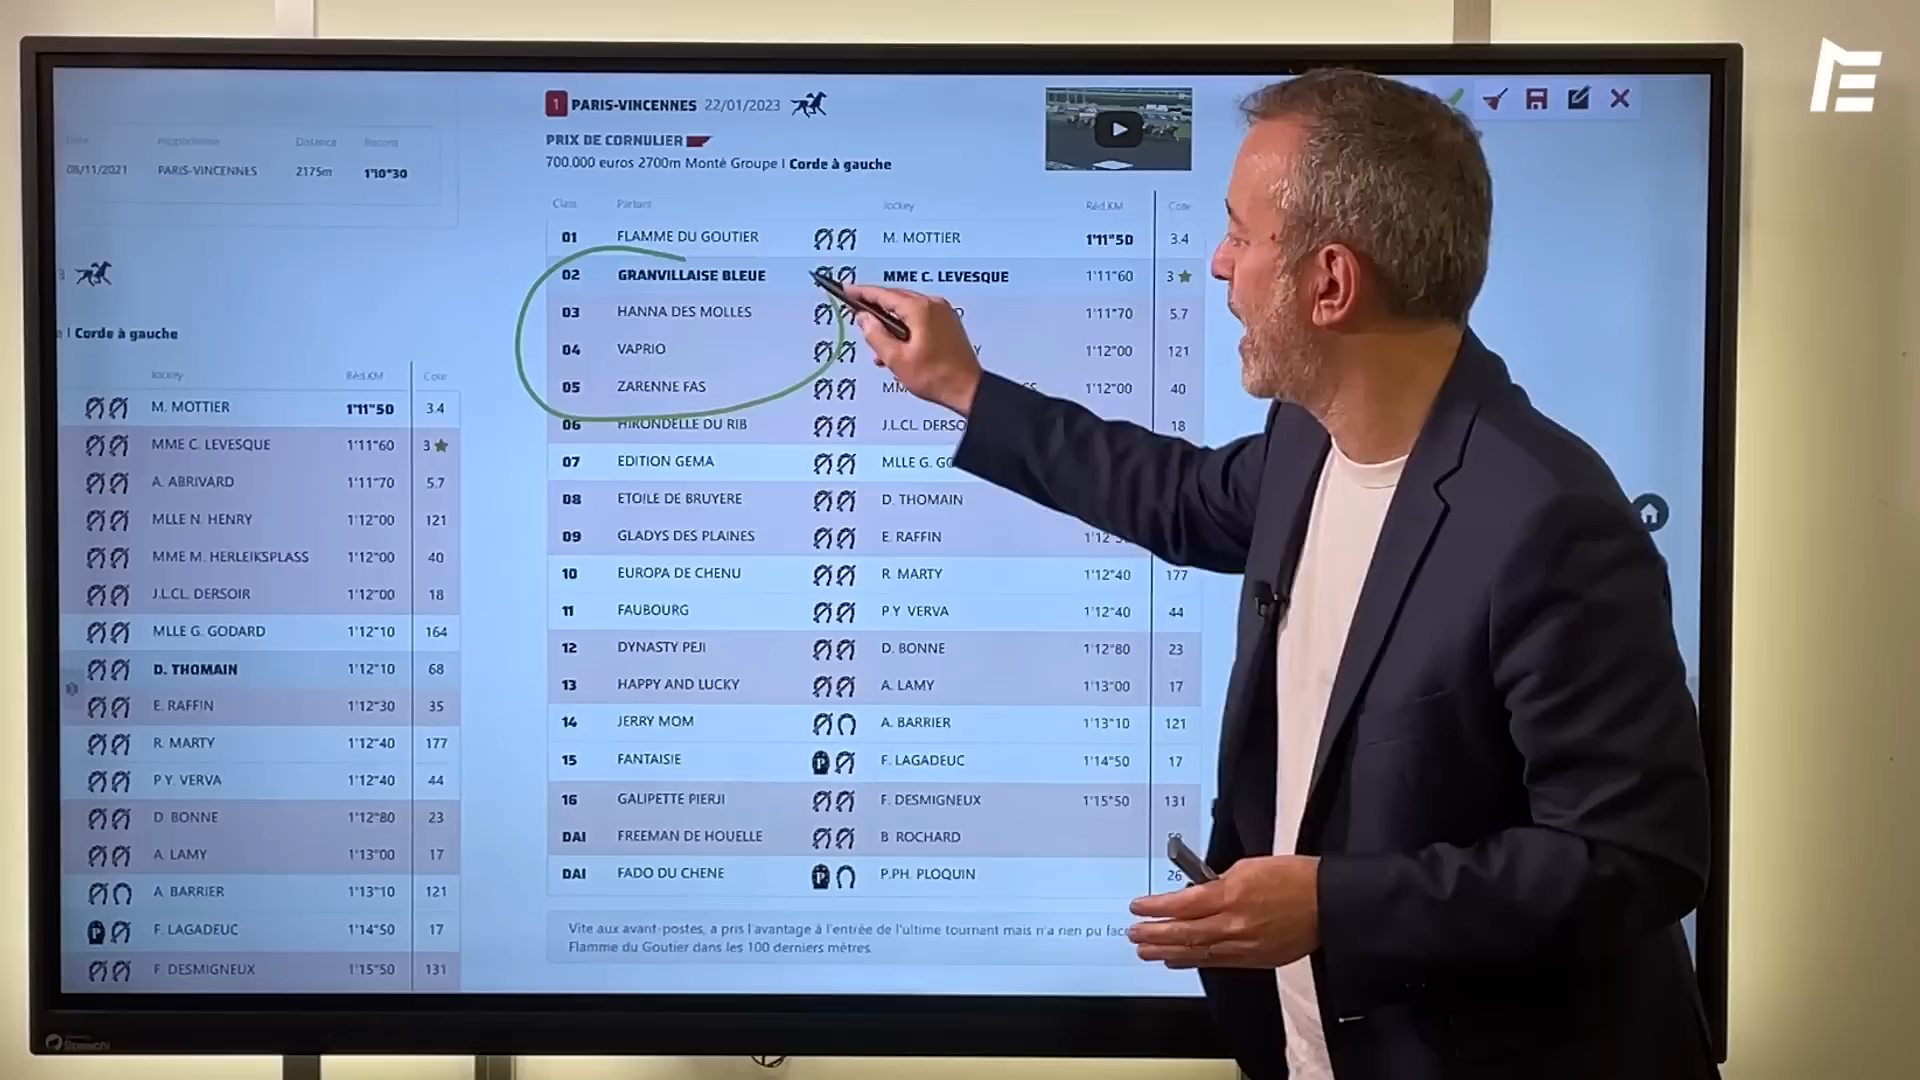 Hippodrome Distance Record
08/11/2021 PARIS-VINCENNES 2175m 1'10"30
l Corde à gauche
Jockey Réd.KM Cote
M. MOTTIER 1'11"50 3.4
MME C. LEVESQUE 1'11"60 3
A. ABRIVARD 1'11"70 5.7
MLLE N. HENRY 1'12"00 121
MME M. HERLEIKSPLASS 1'12"00 40
J.L.CL. DERSOIR 1'12"00 18
MLLE G. GODARD 1'12"10 164
D. THOMAIN 1'12"10 68
E. RAFFIN 1'12"30 35
R. MARTY 1'12"40 177
P.Y. VERVA 1'12"40 44
D. BONNE 1'12"80 23
A. LAMY 1'13"00 17
A. BARRIER 1'13"10 121
P F. LAGADEUC 1'14"50 17
F. DESMIGNEUX 1'15"50 131
1 PARIS-VINCENNES 22/01/2023
PRIX DE CORNULIER
700.000 euros 2700m Monté Groupe I Corde à gauche
Class Partant Jockey Réd.KM Cote
01 FLAMME DU GOUTIER M. MOTTIER 1'11"50 3.4
02 GRANVILLAISE BLEUE MME C. LEVESQUE 1'11"60 3
03 HANNA DES MOLLES 1'11"70 5.7
04 VAPRIO 1'12"00 121
05 ZARENNE FAS 1'12"00 40
06 HIRONDELLE DU RIB J.L.CL. DERSO 18
07 EDITION GEMA MLLE G. GO
08 ETOILE DE BRUYERE D. THOMAIN
09 GLADYS DES PLAINES E. RAFFIN
10 EUROPA DE CHENU R. MARTY 1'12"40 177
11 FAUBOURG P.Y. VERVA 1'12"40 44
12 DYNASTY PEJI D. BONNE 1'12"80 23
13 HAPPY AND LUCKY A. LAMY 1'13"00 17
14 JERRY MOM A. BARRIER 1'13"10 121
15 FANTAISIE P F. LAGADEUC 1'14"50 17
16 GALIPETTE PIERJI F. DESMIGNEUX 1'15"50 131
DAI FREEMAN DE HOUELLE B. ROCHARD
DAI FADO DU CHENE P P.PH. PLOQUIN 26
Vite aux avant-postes, a pris l'avantage à l'entrée de l'ultime tournant mais n'a rien pu fac
Flamme du Goutier dans les 100 derniers mètres.
Speechi
E